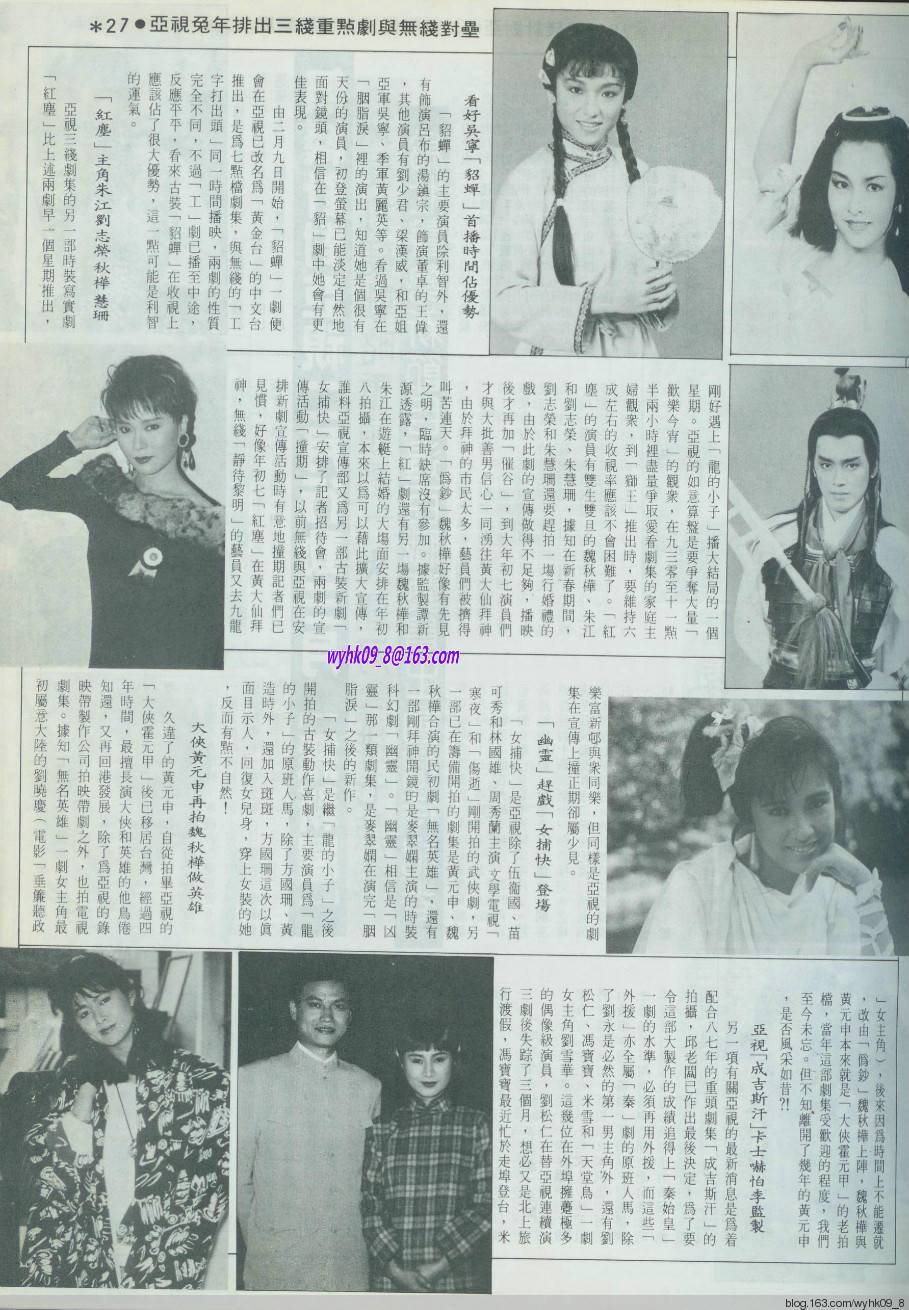 *27●亞視兔年排出三綫重㸃劇與無綫對壘
看好吳寧「貂蟬」首播時間佔優勢
「貂蟬」的主要演員除利智外，還
有飾演呂布的湯鎮宗，飾演董卓的王偉
，其他演員有劉少君、梁漢威，和亞姐
亞軍吳寧、季軍黃麗英等。看過吳寧在
「胭脂淚」裡的演出，知道她是個很有
天份的演員，初登螢幕已能淡定自然地
面對鏡頭，相信在「貂」劇中她會有更
佳表現。
由二月九日開始，「貂蟬」一劇便
會在亞視已改名爲「黃金台」的中文台
推出，是爲七點檔劇集，與無綫的「工
字打出頭」同一時間播映，兩劇的性質
完全不同，不過「工」劇已播至中途，
反應平平，看來古裝「貂蟬」在收視上
應該佔了很大優勢，這一點可能是利智
的運氣。
「紅塵」主角朱江劉志榮秋樺慧珊
亞視三綫劇集的另一部時裝寫實劇
「紅塵」比上述兩劇早一個星期推出，
剛好遇上「龍的小子」播大結局的一個
星期。亞視的如意算盤是要爭奪大量「
歡樂今宵」的觀衆，在九三零至十一點
半兩小時裡盡量爭取愛看劇集的家庭主
婦觀衆，到「獅王」推出時，要維持六
成左右的收視率應該不會困難了。「紅
塵」的演員有雙生雙旦的魏秋樺，朱江
和劉志榮、朱慧珊，據知在新春期間，
劉志榮和朱慧珊還要趕拍一場行婚禮的
戲，由於此劇的宣傳做得不足夠，播映
後才再加「催谷」，到大年初七演員們
才與大批善男信心一同湧往黃大仙拜神
，由於拜神的市民太多，藝員們被擠得
叫苦連天。「僞鈔」魏秋樺好像有先見
之明，臨時缺席沒有參加。據監製譚新
源透露，「紅」劇還有另一場魏秋樺和
朱江在遊艇上結婚的大場面安排在年初
八拍攝，本來以爲可以藉此擴大宣傳，
誰料亞視宣傳部又爲另一部古裝新劇「
女捕快」安排了記者招待會，兩劇的宣
傳活動「撞期」，以前無綫與亞視在安
排新劇宣傳活動時有意地撞期記者們已
見慣，好像年初七「紅塵」在黃大仙拜
神，無綫「靜待黎明」的藝員又去九龍
樂富新邨與衆同樂，但同樣是亞視的劇
集在宣傳上撞正期卻屬少見。
「幽靈」趕戲「女捕快」登場
「女捕快」是亞視除了伍衞國、苗
可秀和林國雄，周秀蘭主演文學電視「
寒夜」和「傷逝」剛開拍的武俠劇，另
一部已在籌備開拍的劇集是黃元申、魏
秋樺合演的民初劇「無名英雄」，還有
一部剛拜神開鏡的是麥翠嫻主演的時裝
科幻劇「幽靈」。「幽靈」相信是「凶
靈」那一類劇集，是麥翠嫻在演完「胭
脂淚」之後的新作。
「女捕快」是繼「龍的小子」之後
開拍的古裝動作喜劇，主要演員爲「龍
的小子」的原班人馬，除了方國珊、黃
造時外，還加入斑斑，方國珊這次以眞
面目示人，回復女兒身，穿上女裝的她
，反而有點不自然！
大俠黃元申再拍魏秋樺做英雄
久違了的黃元申，自從拍畢亞視的
「大俠霍元甲」後已移居台灣，經過四
年時間，最擅長演大俠和英雄的他鳥倦
知還，又再回港發展，除了爲亞視的錄
映帶製作公司拍映帶劇之外，也拍電視
劇集。據知「無名英雄」一劇女主角最
初屬意大陸的劉曉慶（電影「垂簾聽政
」女主角），後來因爲時間上不能遷就
，改由「僞鈔」魏秋樺上陣，魏秋樺與
黃元申本來就是「大俠霍元甲」的老拍
檔，當年這部劇集受歡迎的程度，我們
至今未忘。但不知離開了幾年的黃元申
，是否風采如昔?!
亞視「成吉斯汗」卡士嚇怕李監製
另一項有關亞視的最新消息是爲着
配合八七年的重頭劇集「成吉斯汗」的
拍攝，邱老闆已作出最後決定，爲了要
令這部大製作的成績追得上「秦始皇」
一劇的水準，必須再用外援，而這些「
外援」亦全屬「秦」劇的原班人馬，除
了劉永是必然的第一男主角外，還有劉
松仁、馮寶寶、米雪和「天堂鳥」一劇
女主角劉雪華。這幾位在外埠擁躉極多
的偶像級演員，劉松仁在替亞視連續演
三劇後失踪了三個月，想必又是北上旅
行渡假，馮寶寶最近忙於走埠登台，米
wyhk09_8@163.com
blog.163.com/wyhk09_8